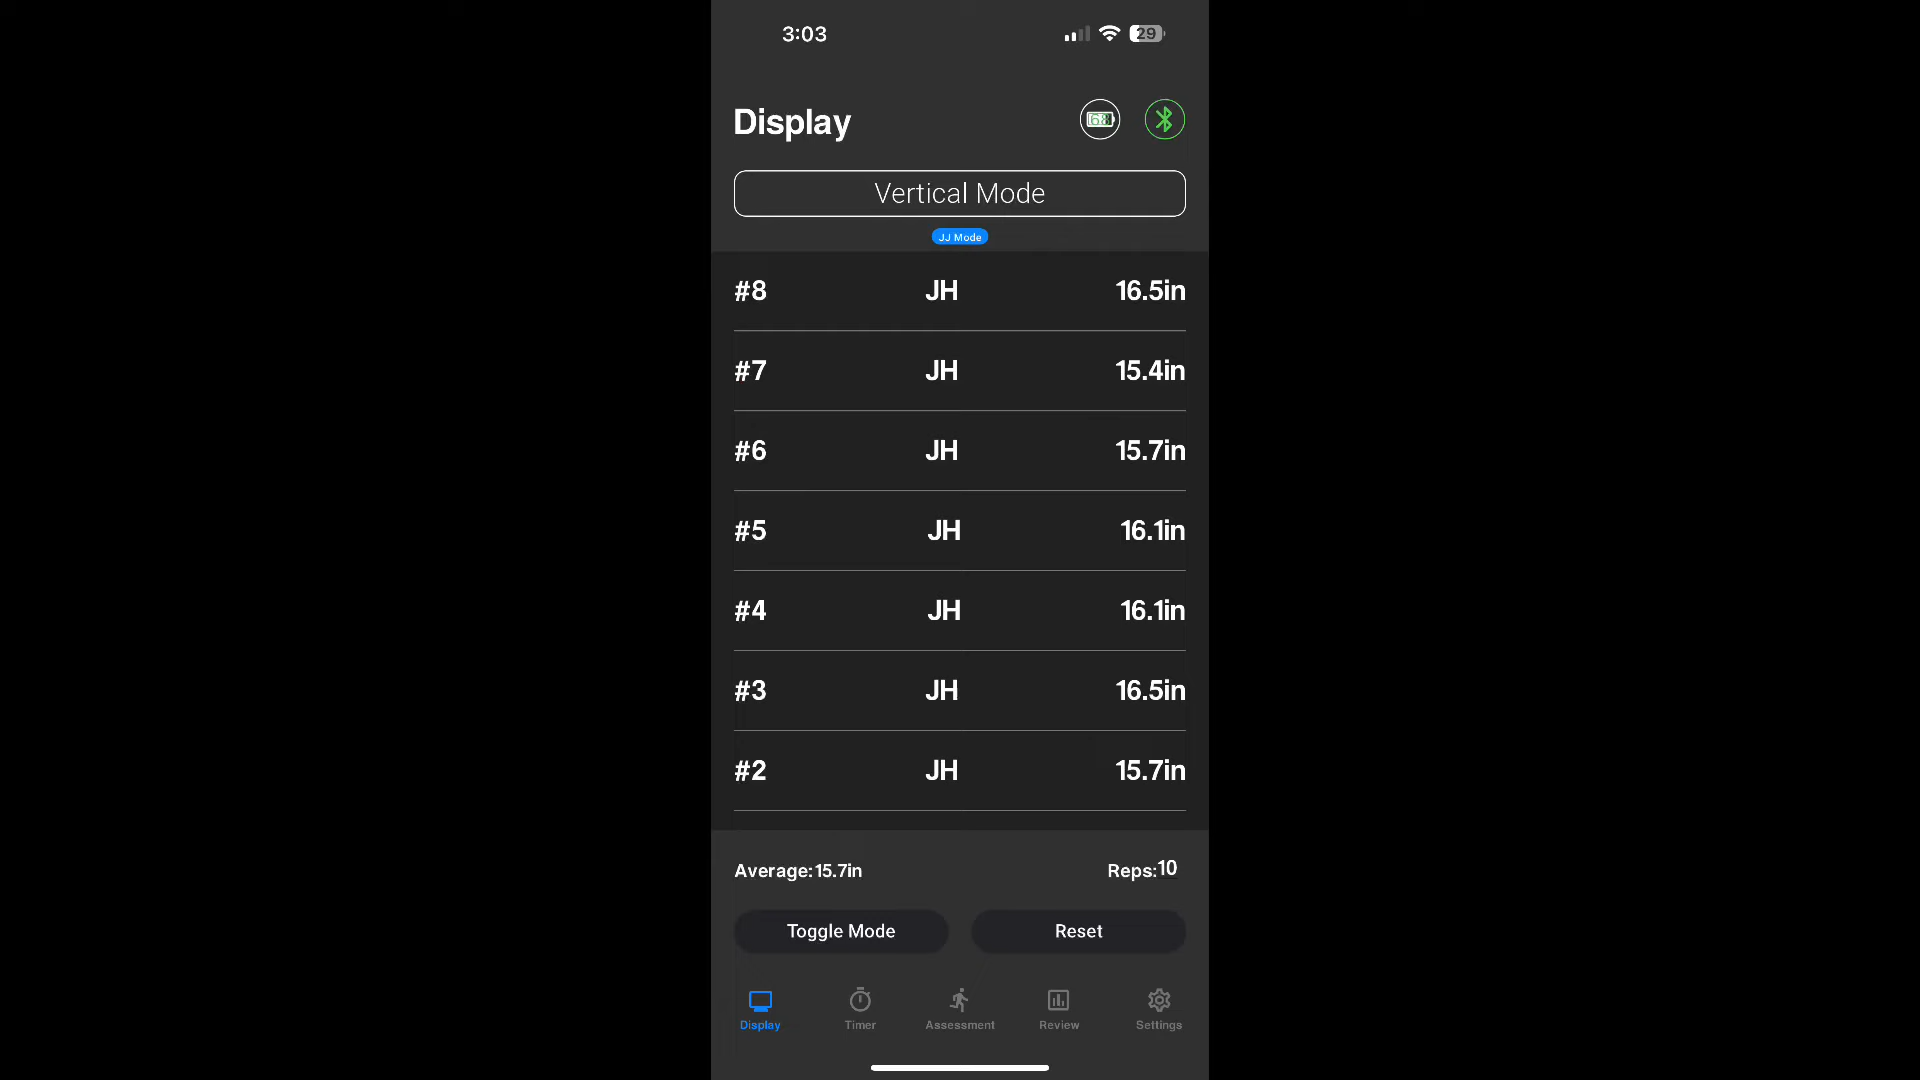 3:03
29
Display
68
Vertical Mode
JJ Mode
#8 JH 16.5in
#7 JH 15.4in
#6 JH 15.7in
#5 JH 16.1in
#4 JH 16.1in
#3 JH 16.5in
#2 JH 15.7in
Average:15.7in Reps:10
Toggle Mode Reset
Display Timer Assessment Review Settings